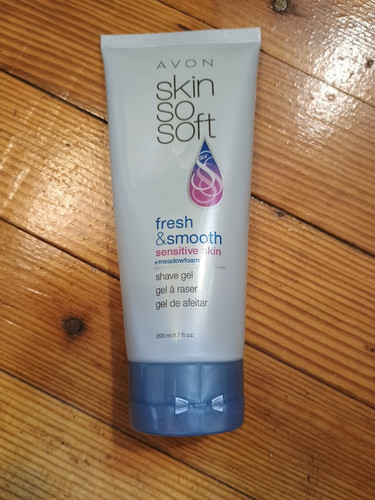 AVON
skin
so
soft
fresh
&smooth
sensitive skin
+meadowfoam
shave gel
gel à raser
gel de afeitar
200 ml 6.7 fl. oz.